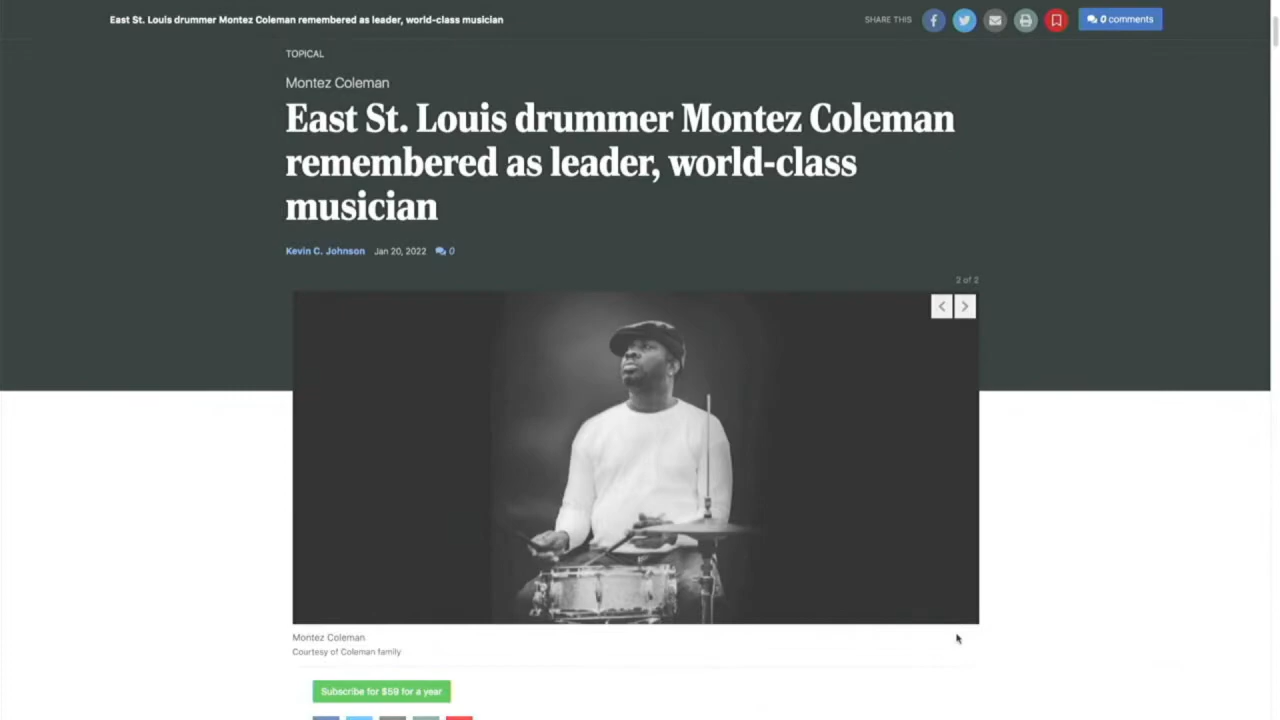 East St. Louis drummer Montez Coleman remembered as leader, world-class musician
SHARE THIS
0 comments
TOPICAL
Montez Coleman
East St. Louis drummer Montez Coleman
remembered as leader, world-class
musician
Kevin C. Johnson Jan 20, 2022 0
2 of 2
Montez Coleman
Courtesy of Coleman family
Subscribe for $59 for a year